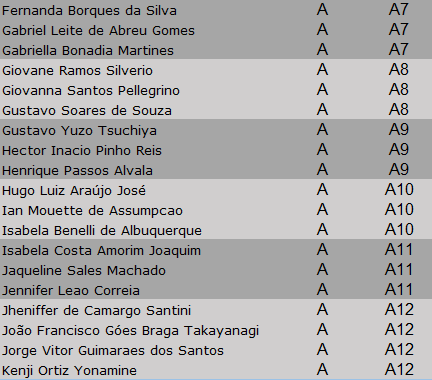 Fernanda Borques da Silva A A7
Gabriel Leite de Abreu Gomes A A7
Gabriella Bonadia Martines A A7
Giovane Ramos Silverio A A8
Giovanna Santos Pellegrino A A8
Gustavo Soares de Souza A A8
Gustavo Yuzo Tsuchiya A A9
Hector Inacio Pinho Reis A A9
Henrique Passos Alvala A A9
Hugo Luiz Araújo José A A10
Ian Mouette de Assumpcao A A10
Isabela Benelli de Albuquerque A A10
Isabela Costa Amorim Joaquim A A11
Jaqueline Sales Machado A A11
Jennifer Leao Correia A A11
Jheniffer de Camargo Santini A A12
João Francisco Góes Braga Takayanagi A A12
Jorge Vitor Guimaraes dos Santos A A12
Kenji Ortiz Yonamine A A12